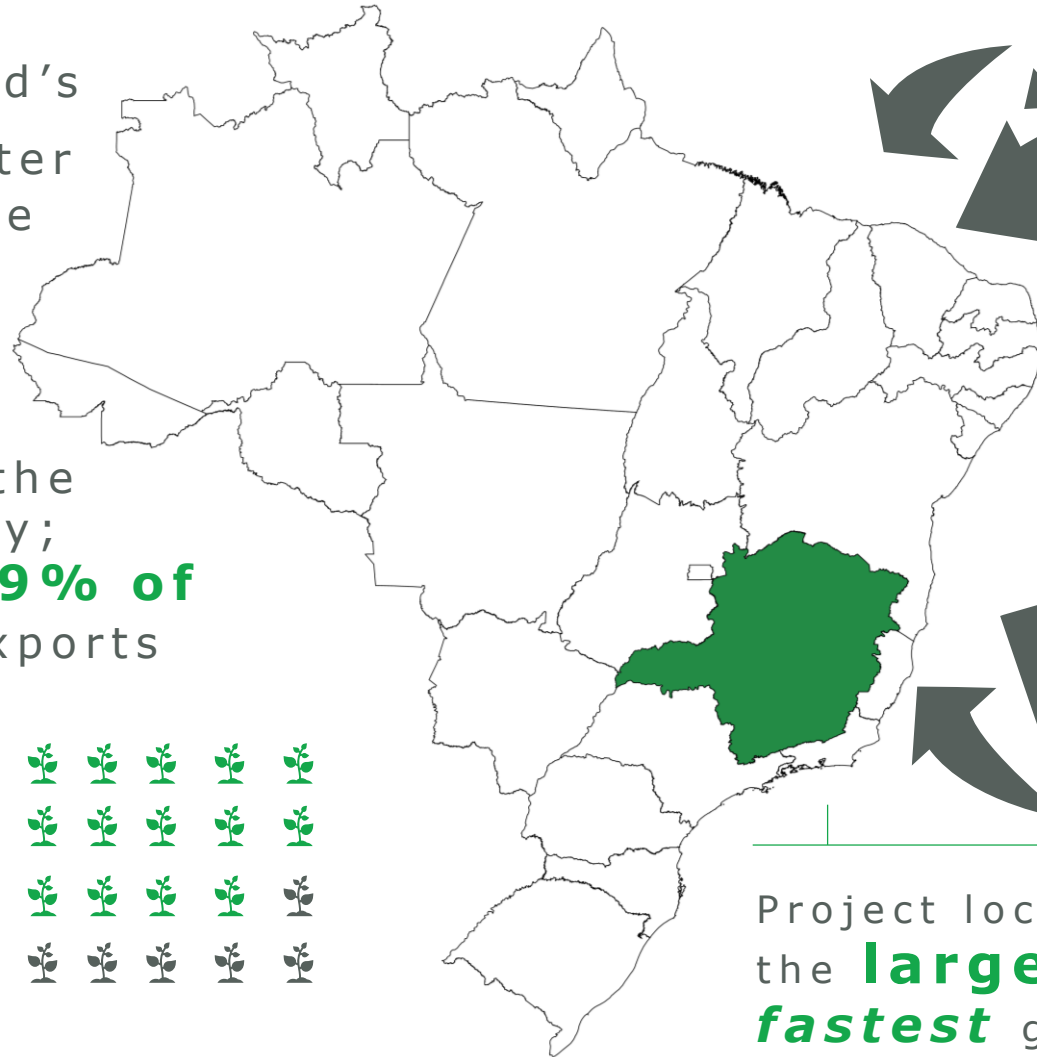 d's
ter
e
the
y;
9% of
xports
Project loc
the large
fastest g